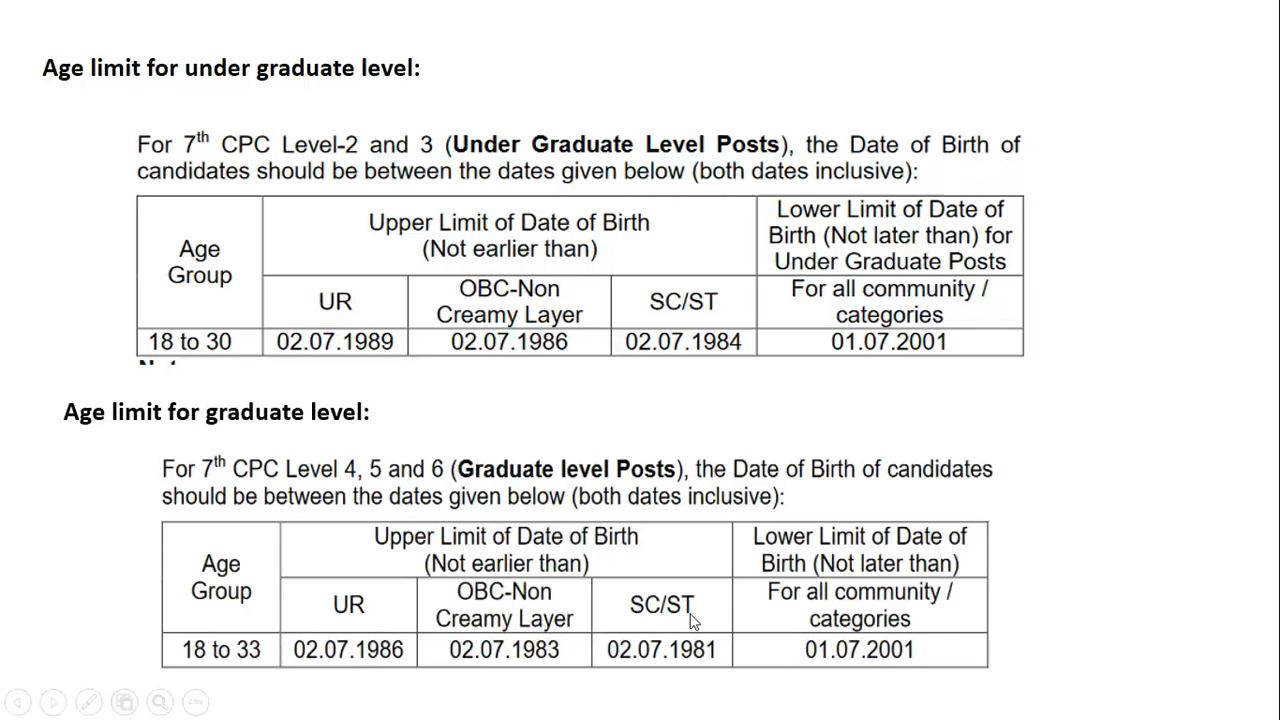 Age limit for under graduate level:
For 7th CPC Level-2 and 3 (Under Graduate Level Posts), the Date of Birth of
candidates should be between the dates given below (both dates inclusive):
Age
Group
Upper Limit of Date of Birth
(Not earlier than)
Lower Limit of Date of
Birth (Not later than) for
Under Graduate Posts
UR
OBC-Non
Creamy Layer
SC/ST
For all community /
categories
18 to 30 02.07.1989 02.07.1986 02.07.1984 01.07.2001
Age limit for graduate level:
For 7th CPC Level 4, 5 and 6 (Graduate level Posts), the Date of Birth of candidates
should be between the dates given below (both dates inclusive):
Age
Group
Upper Limit of Date of Birth
(Not earlier than)
Lower Limit of Date of
Birth (Not later than)
UR
OBC-Non
Creamy Layer
SC/ST
For all community /
categories
18 to 33 02.07.1986 02.07.1983 02.07.1981 01.07.2001